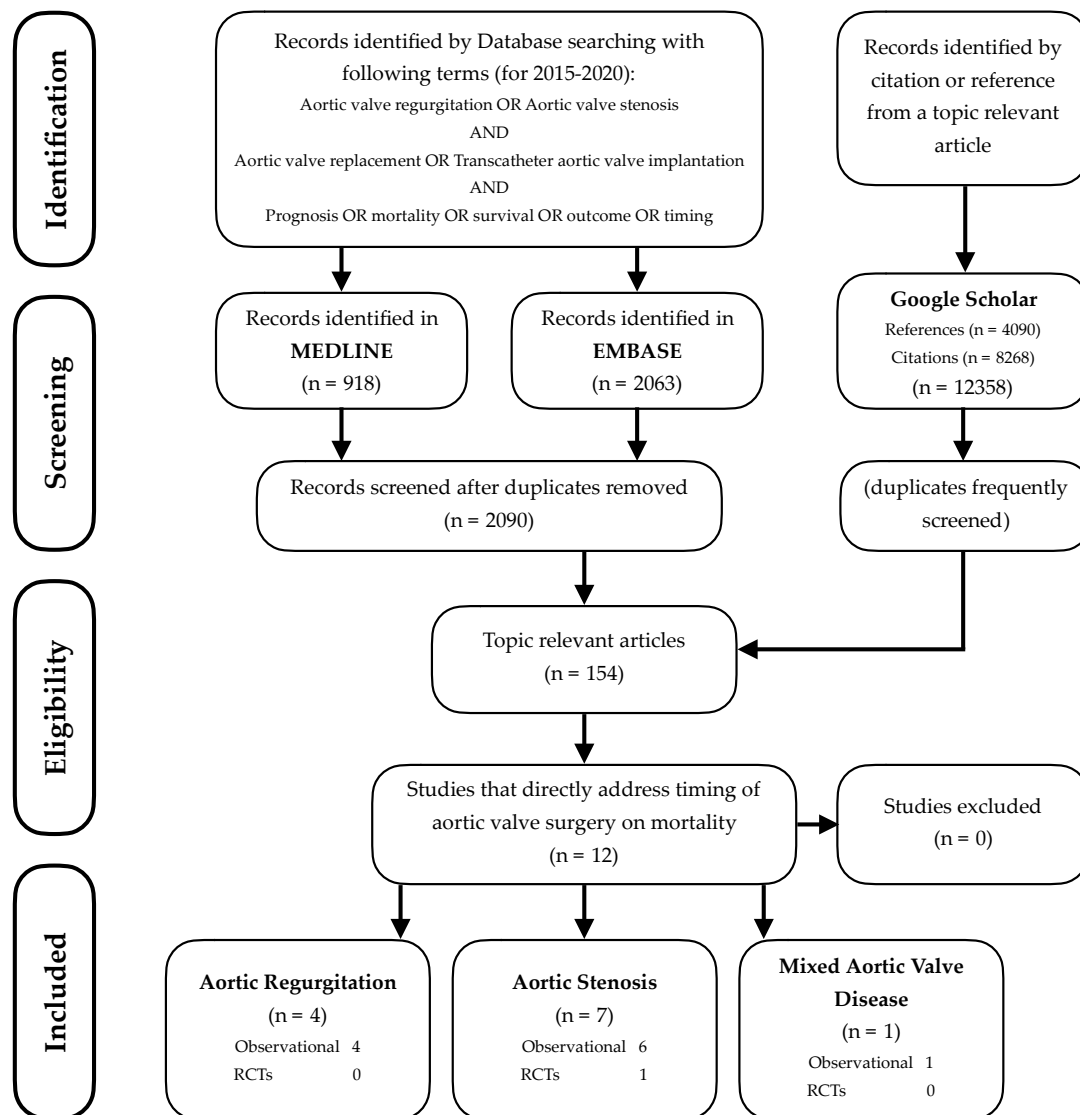 Identification
Records identified by Database searching with
following terms (for 2015-2020):
Aortic valve regurgitation OR Aortic valve stenosis
AND
Aortic valve replacement OR Transcatheter aortic valve implantation
AND
Prognosis OR mortality OR survival OR outcome OR timing
Records identified by
citation or reference
from a topic relevant
article
Screening
Records identified in
MEDLINE
(n = 918)
Records identified in
EMBASE
(n = 2063)
Google Scholar
References (n = 4090)
Citations (n = 8268)
(n = 12358)
Records screened after duplicates removed
(n = 2090)
(duplicates frequently
screened)
Eligibility
Topic relevant articles
(n = 154)
Studies that directly address timing of
aortic valve surgery on mortality
(n = 12)
Studies excluded
(n = 0)
Included
Aortic Regurgitation
(n = 4)
Observational 4
RCTs 0
Aortic Stenosis
(n = 7)
Observational 6
RCTs 1
Mixed Aortic Valve
Disease
(n = 1)
Observational 1
RCTs 0